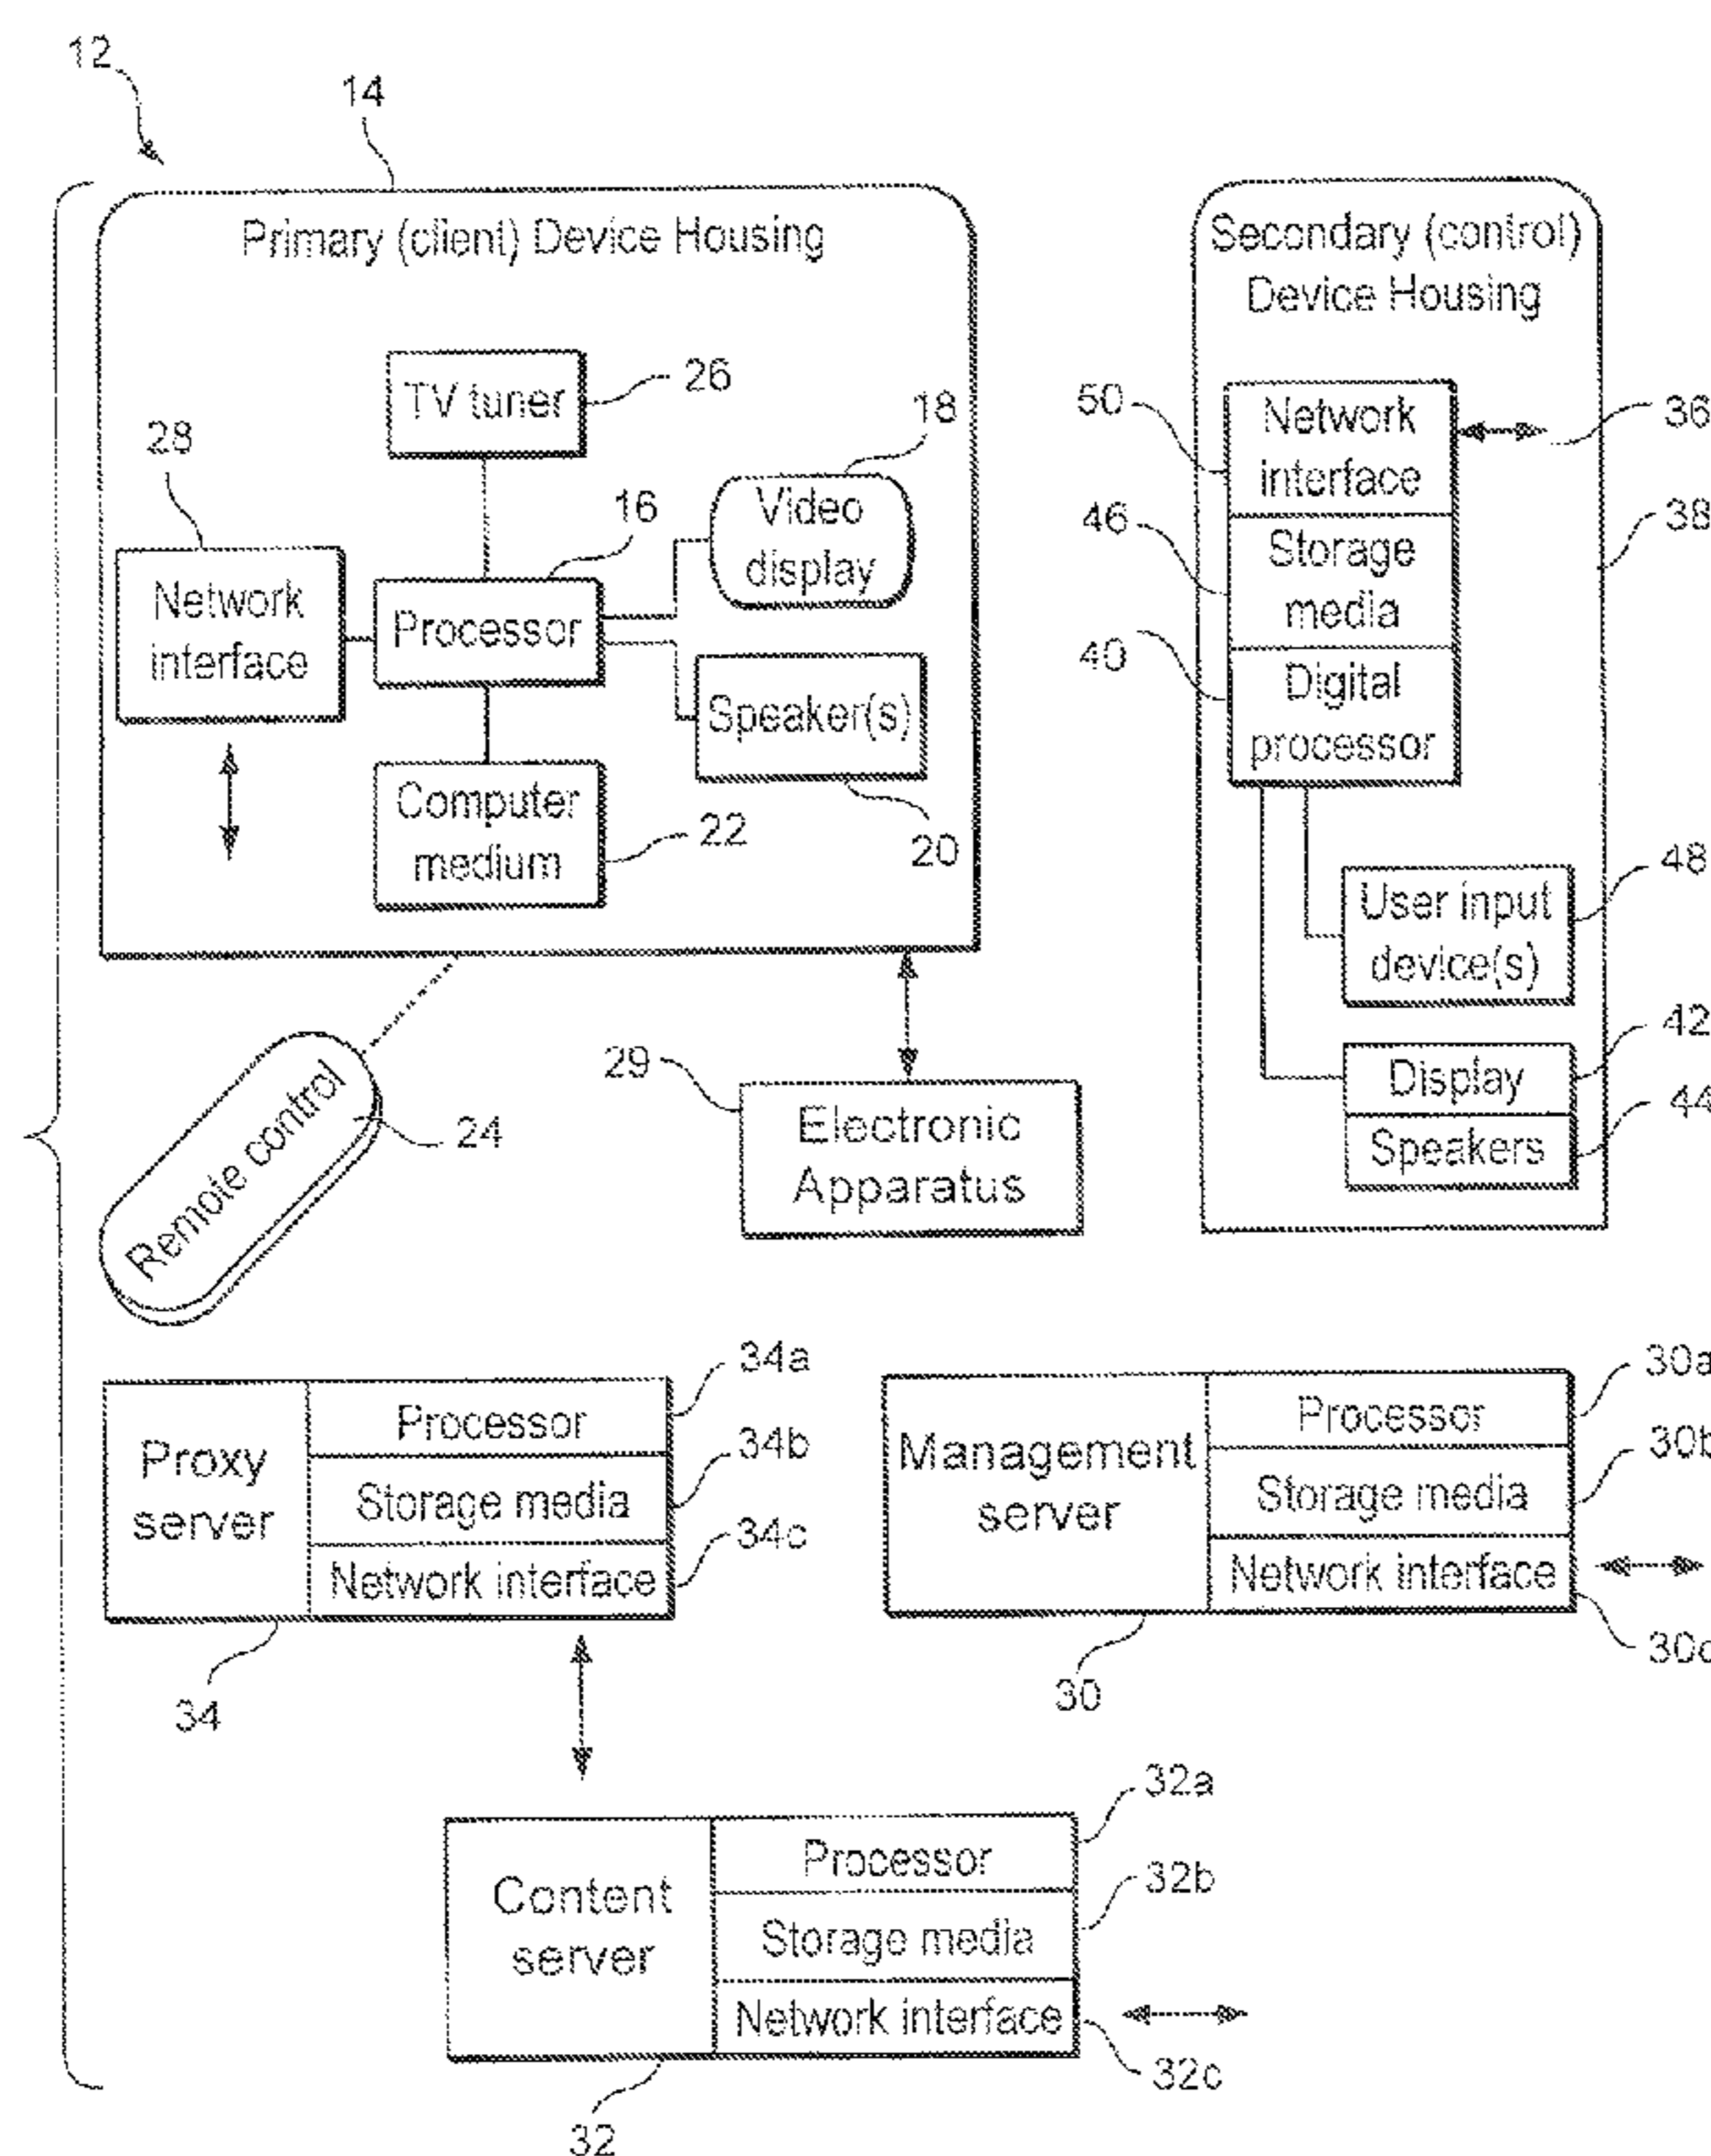 12
14
Primary (client) Device Housing
TV tuner
26
28
18
Video
display
16
Network
interface
Processor
Speaker(s)
Computer
medium
22
20
Secondary (control)
Device Housing
50
Network
interface
36
46
Storage
media
38
40
Digital
processor
48
User input
device(s)
42
Display
44
Speakers
29
Electronic
Apparatus
Remote control
24
34a
Processor
Proxy
server
34b
Storage media
34c
Network interface
34
30a
Processor
Management
server
30b
Storage media
Network interface
30c
30
32a
Processor
Content
server
32b
Storage media
Network interface
32c
32